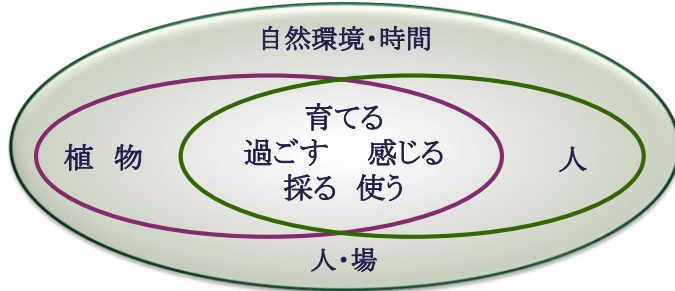 自然環境・時間
育てる
植 物 過ごす 感じる 人
採る 使う
人・場